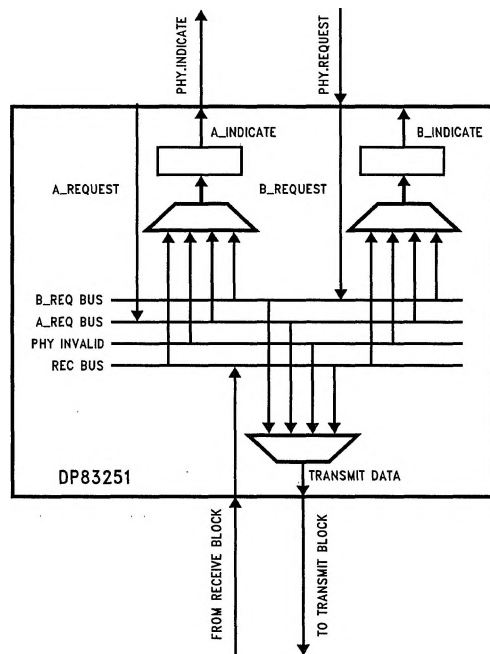 PHY.INDICATE
PHY.REQUEST
A_INDICATE
B_INDICATE
A_REQUEST
B_REQUEST
B_REQ BUS
A_REQ BUS
PHY INVALID
REC BUS
TRANSMIT DATA
DP83251
FROM RECEIVE BLOCK
TO TRANSMIT BLOCK